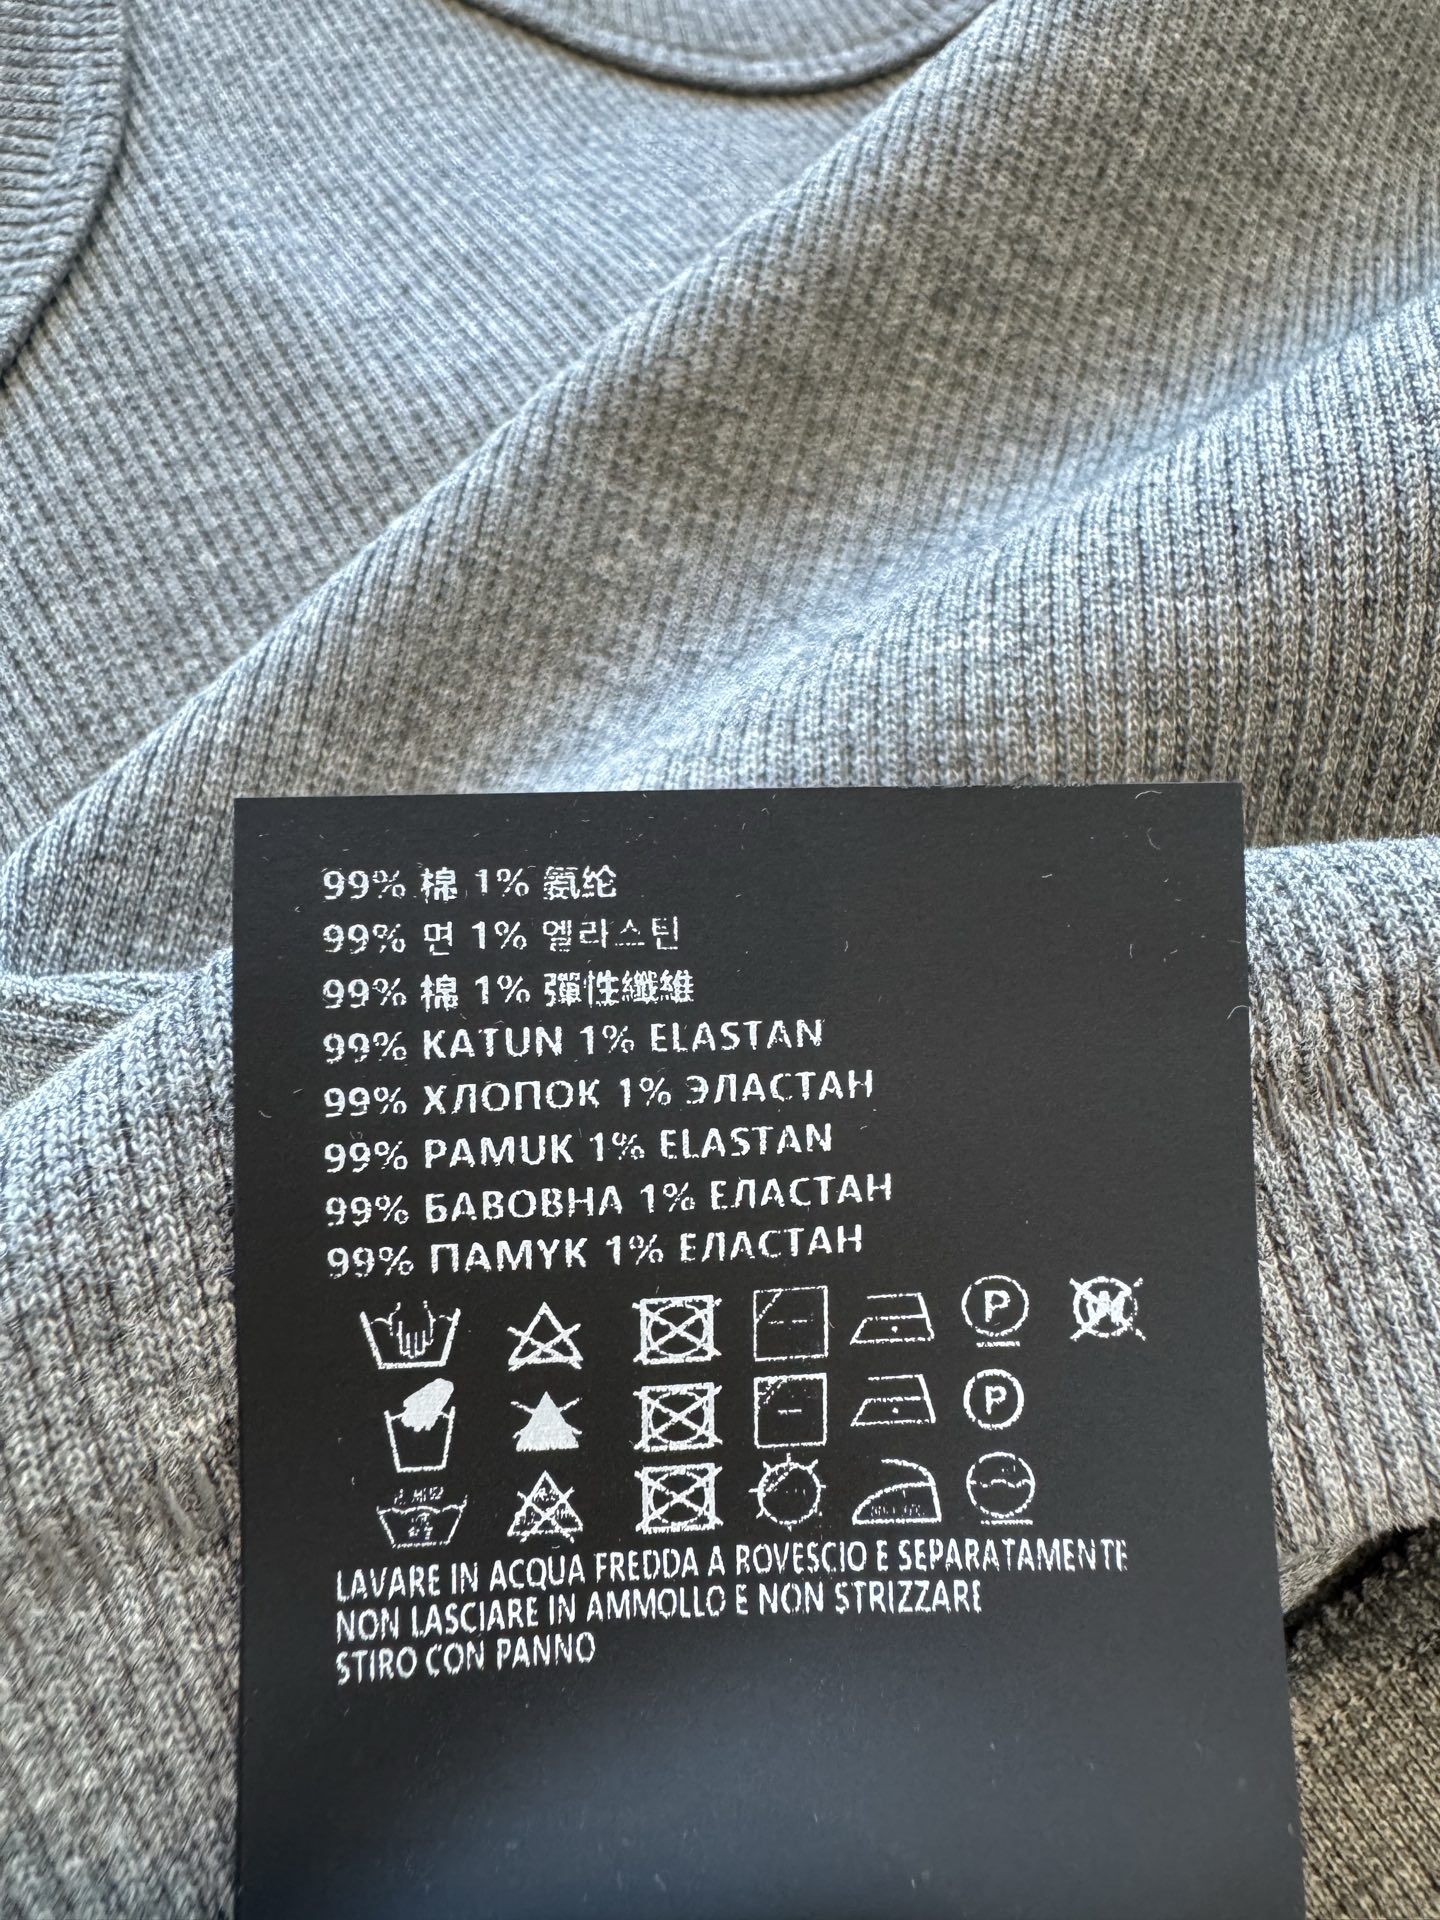 99% 棉 1% 氨纶
99% 면 1% 엘라스틴
99% 棉 1% 彈性纖維
99% KATUN 1% ELASTAN
99% ХЛОПОК 1% ЭЛАСТАН
99% PAMUK 1% ELASTAN
99% БАВОВНА 1% ЕЛАСТАН
99% ПАМУК 1% ЕЛАСТАН
P W
P
LAVARE IN ACQUA FREDDA A ROVESCIO E SEPARATAMENTE
NON LASCIARE IN AMMOLLO E NON STRIZZARE
STIRO CON PANNO